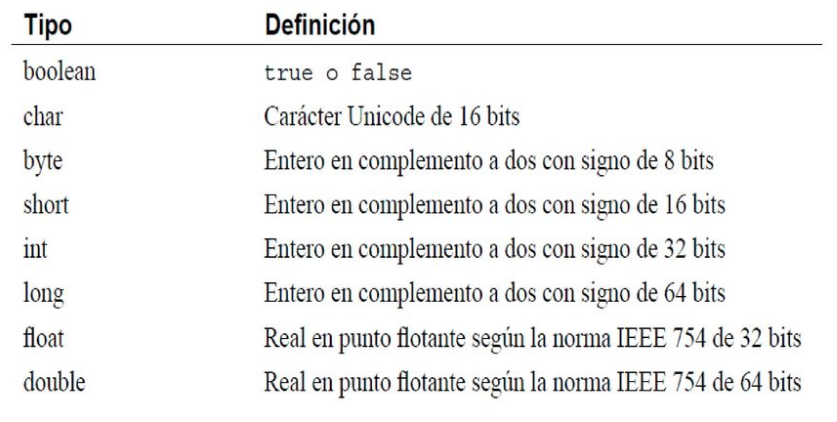 Tipo Definición
boolean true o false
char Carácter Unicode de 16 bits
byte Entero en complemento a dos con signo de 8 bits
short Entero en complemento a dos con signo de 16 bits
int Entero en complemento a dos con signo de 32 bits
long Entero en complemento a dos con signo de 64 bits
float Real en punto flotante según la norma IEEE 754 de 32 bits
double Real en punto flotante según la norma IEEE 754 de 64 bits